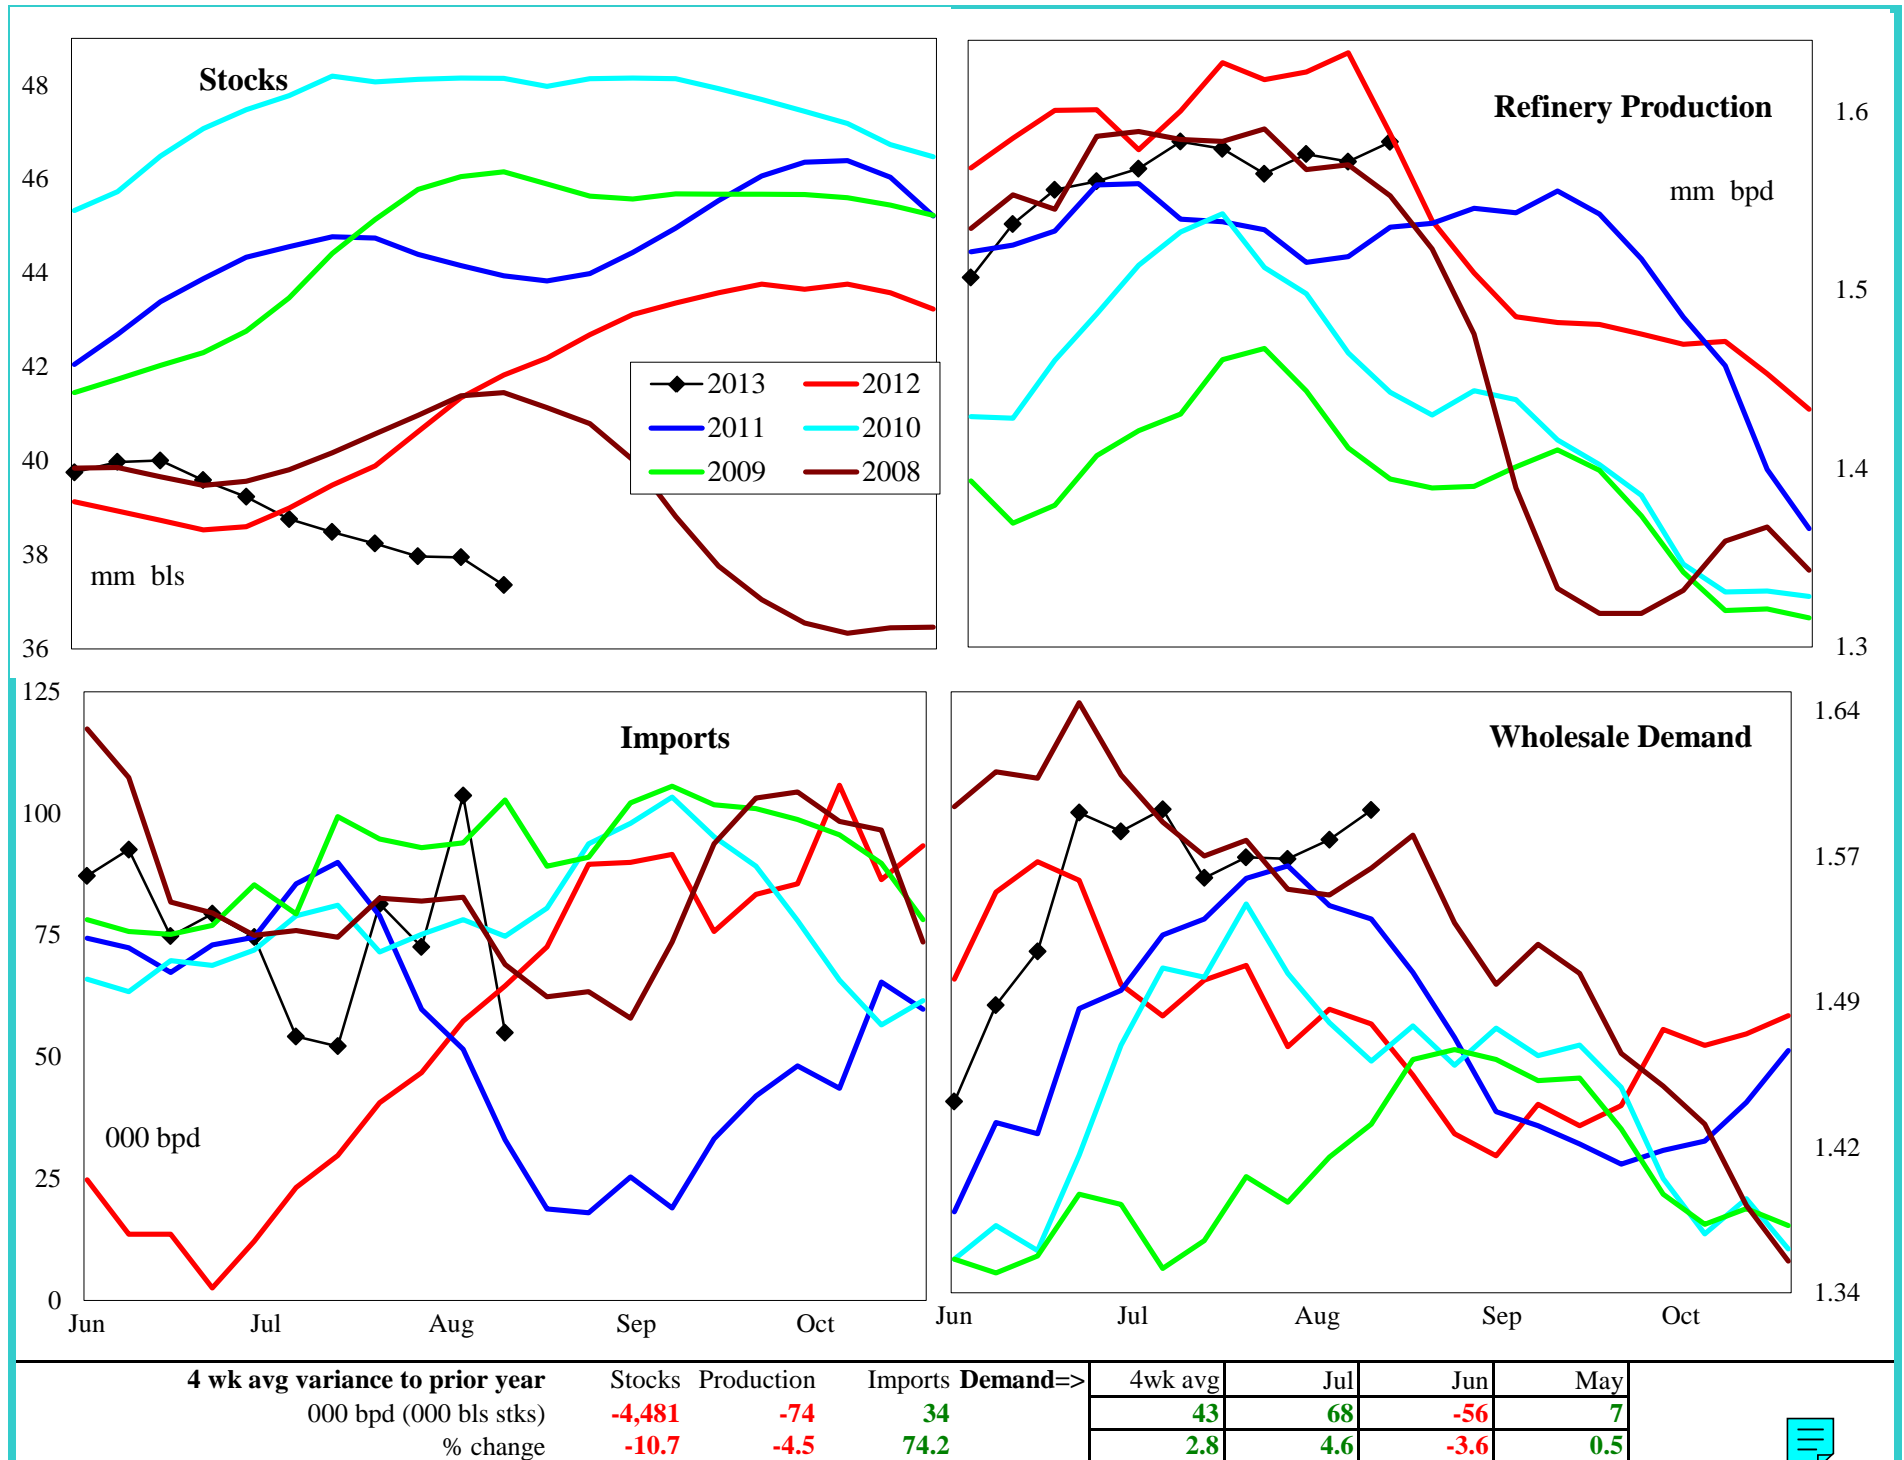 Stocks
48
46
44
42
40
38
36
mm bls
2013 2012
2011 2010
2009 2008
Refinery Production
mm bpd
1.6
1.5
1.4
1.3
Imports
125
100
75
50
25
0
000 bpd
Jun Jul Aug Sep Oct
Wholesale Demand
1.64
1.57
1.49
1.42
1.34
Jun Jul Aug Sep Oct
4 wk avg variance to prior year Stocks Production Imports Demand=> 4wk avg Jul Jun May
000 bpd (000 bls stks) -4,481 -74 34 43 68 -56 7
% change -10.7 -4.5 74.2 2.8 4.6 -3.6 0.5